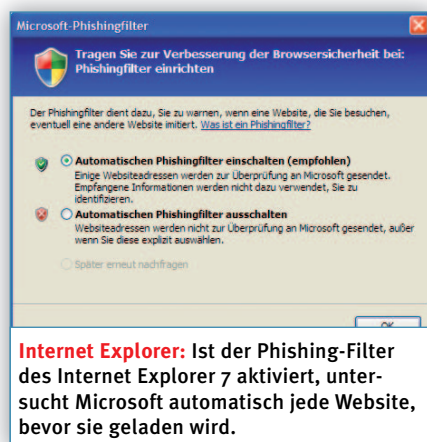 Microsoft-Phishingfilter
Tragen Sie zur Verbesserung der Browsersicherheit bei:
Phishingfilter einrichten
Der Phishingfilter dient dazu, Sie zu warnen, wenn eine Website, die Sie besuchen,
eventuell eine andere Website imitiert. Was ist ein Phishingfilter?
Automatischen Phishingfilter einschalten (empfohlen)
Einige Websiteadressen werden zur Überprüfung an Microsoft gesendet.
Empfangene Informationen werden nicht dazu verwendet, Sie zu
identifizieren.
Automatischen Phishingfilter ausschalten
Websiteadressen werden nicht zur Überprüfung an Microsoft gesendet, außer
wenn Sie diese explizit auswählen.
Später erneut nachfragen
OK
Internet Explorer: Ist der Phishing-Filter
des Internet Explorer 7 aktiviert, unter-
sucht Microsoft automatisch jede Website,
bevor sie geladen wird.